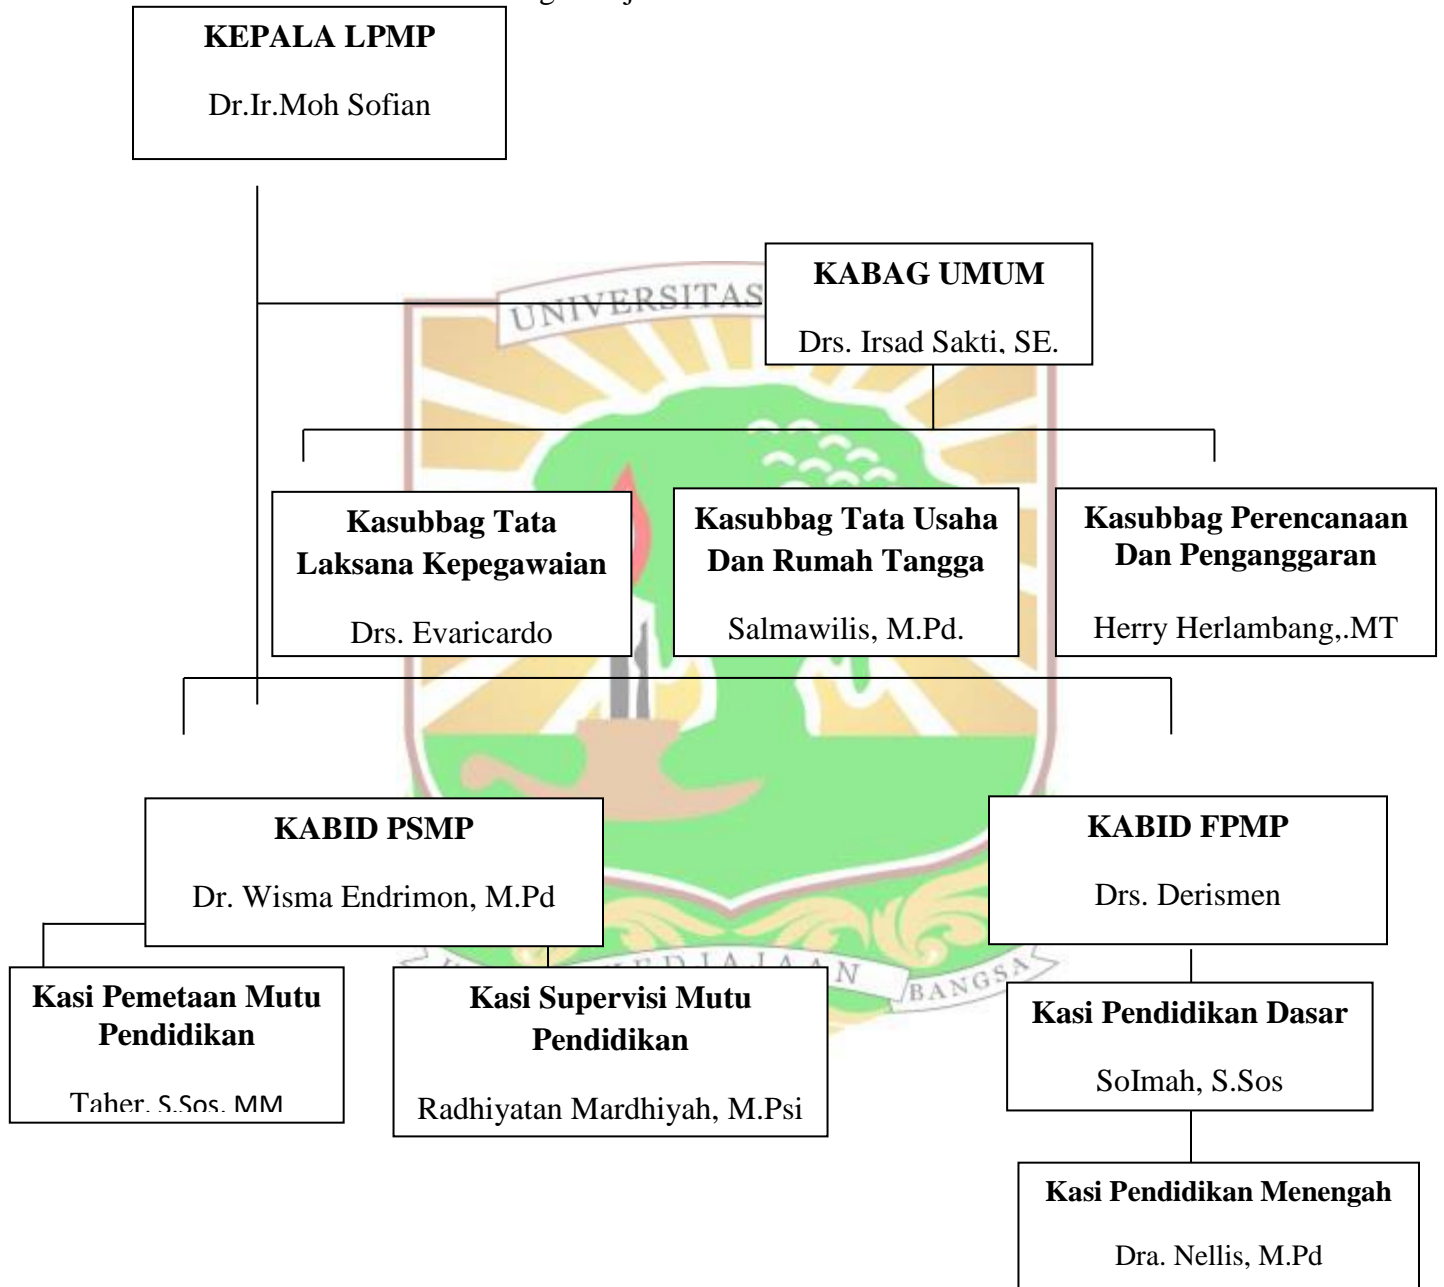 KEPALA LPMP
Dr.Ir.Moh Sofian
KABAG UMUM
Drs. Irsad Sakti, SE.
UNIVERSITAS
Kasubbag Tata
Laksana Kepegawaian
Drs. Evaricardo
Kasubbag Tata Usaha
Dan Rumah Tangga
Salmawilis, M.Pd.
Kasubbag Perencanaan
Dan Penganggaran
Herry Herlambang,.MT
KABID PSMP
Dr. Wisma Endrimon, M.Pd
KABID FPMP
Drs. Derismen
KEDJAJAAN
BANGSA
Kasi Pemetaan Mutu
Pendidikan
Taher. S.Sos. MM
Kasi Supervisi Mutu
Pendidikan
Radhiyatan Mardhiyah, M.Psi
Kasi Pendidikan Dasar
SoImah, S.Sos
Kasi Pendidikan Menengah
Dra. Nellis, M.Pd